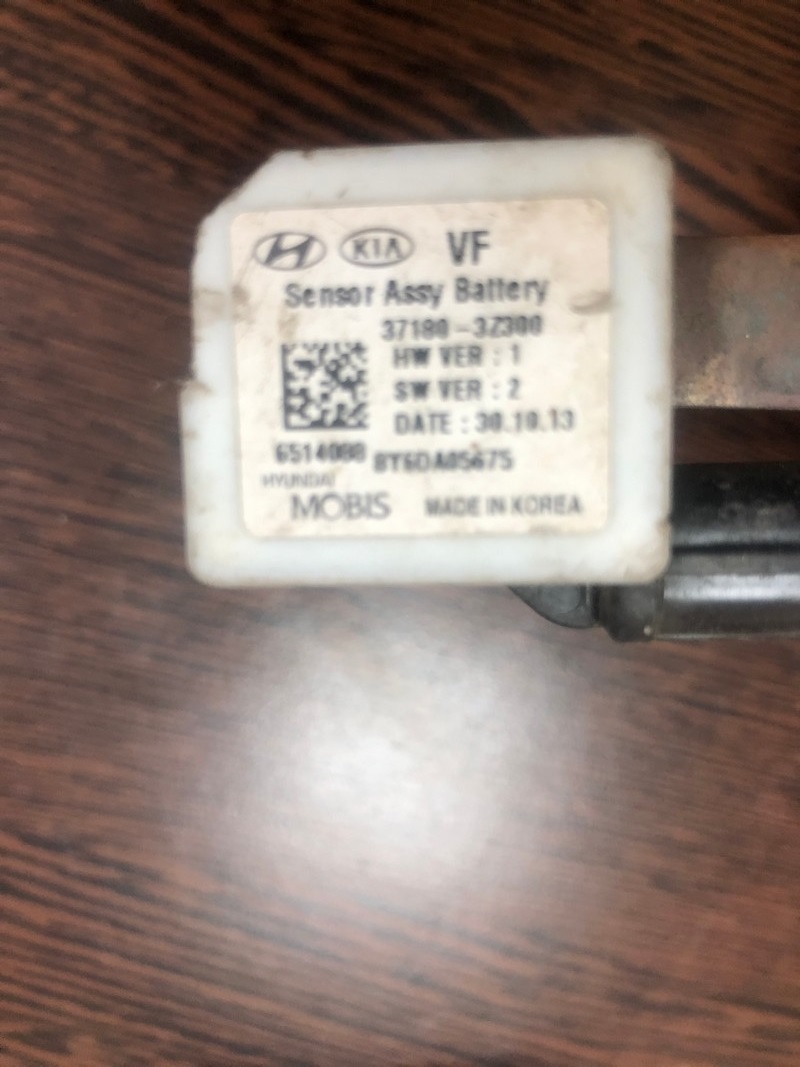 KIA VF
Sensor Assy Battery
37180-3Z300
HW VER : 1
SW VER : 2
DATE : 30.10.13
BY6DA05675
HYUNDAI
MOBIS MADE IN KOREA